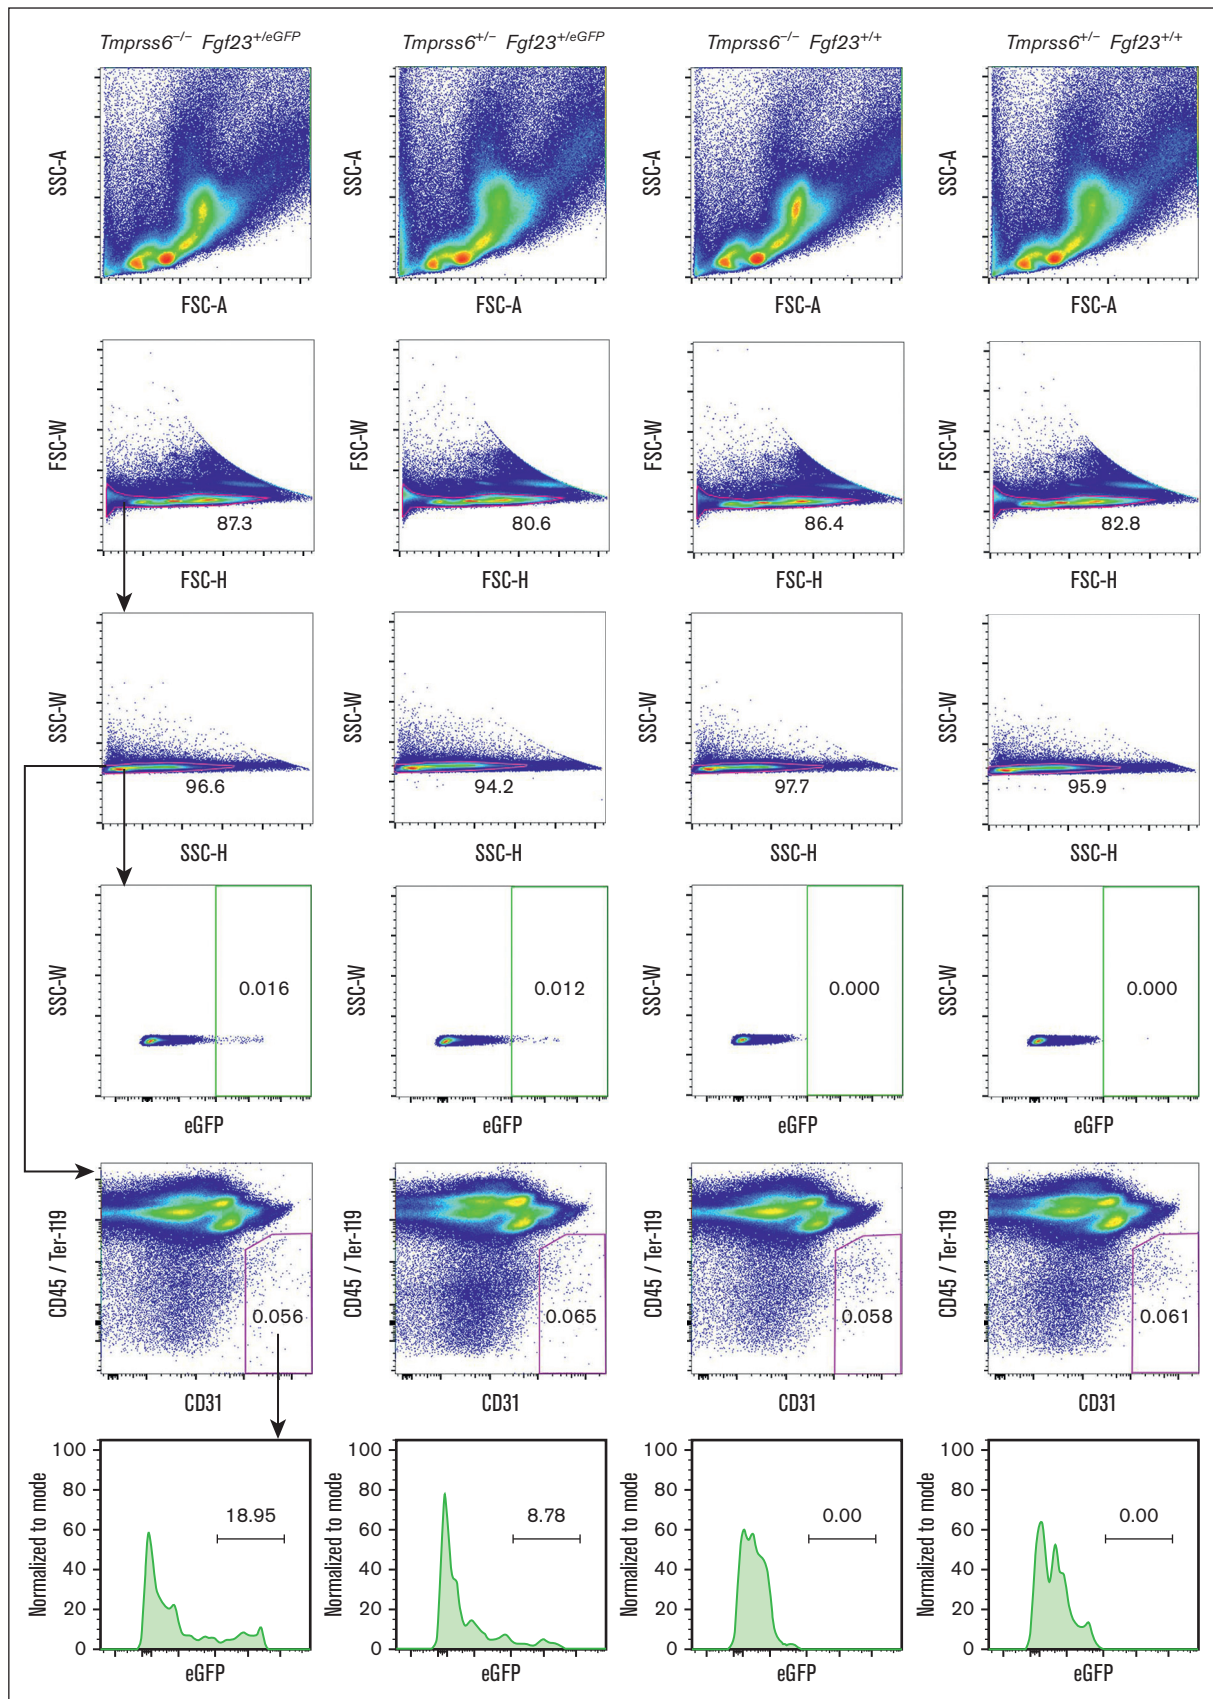 Tmprss6−/− Fgf23+/eGFP
Tmprss6+/− Fgf23+/eGFP
Tmprss6−/− Fgf23+/+
Tmprss6+/− Fgf23+/+
SSC-A
SSC-A
SSC-A
SSC-A
FSC-A
FSC-A
FSC-A
FSC-A
FSC-W
FSC-W
FSC-W
FSC-W
87.3
80.6
86.4
82.8
FSC-H
FSC-H
FSC-H
FSC-H
SSC-W
SSC-W
SSC-W
SSC-W
96.6
94.2
97.7
95.9
SSC-H
SSC-H
SSC-H
SSC-H
SSC-W
SSC-W
SSC-W
SSC-W
0.016
0.012
0.000
0.000
eGFP
eGFP
eGFP
eGFP
CD45 / Ter-119
CD45 / Ter-119
CD45 / Ter-119
CD45 / Ter-119
0.056
0.065
0.058
0.061
CD31
CD31
CD31
CD31
Normalized to mode
100
80
60
40
20
0
18.95
eGFP
Normalized to mode
100
80
60
40
20
0
8.78
eGFP
Normalized to mode
100
80
60
40
20
0
0.00
eGFP
Normalized to mode
100
80
60
40
20
0
0.00
eGFP